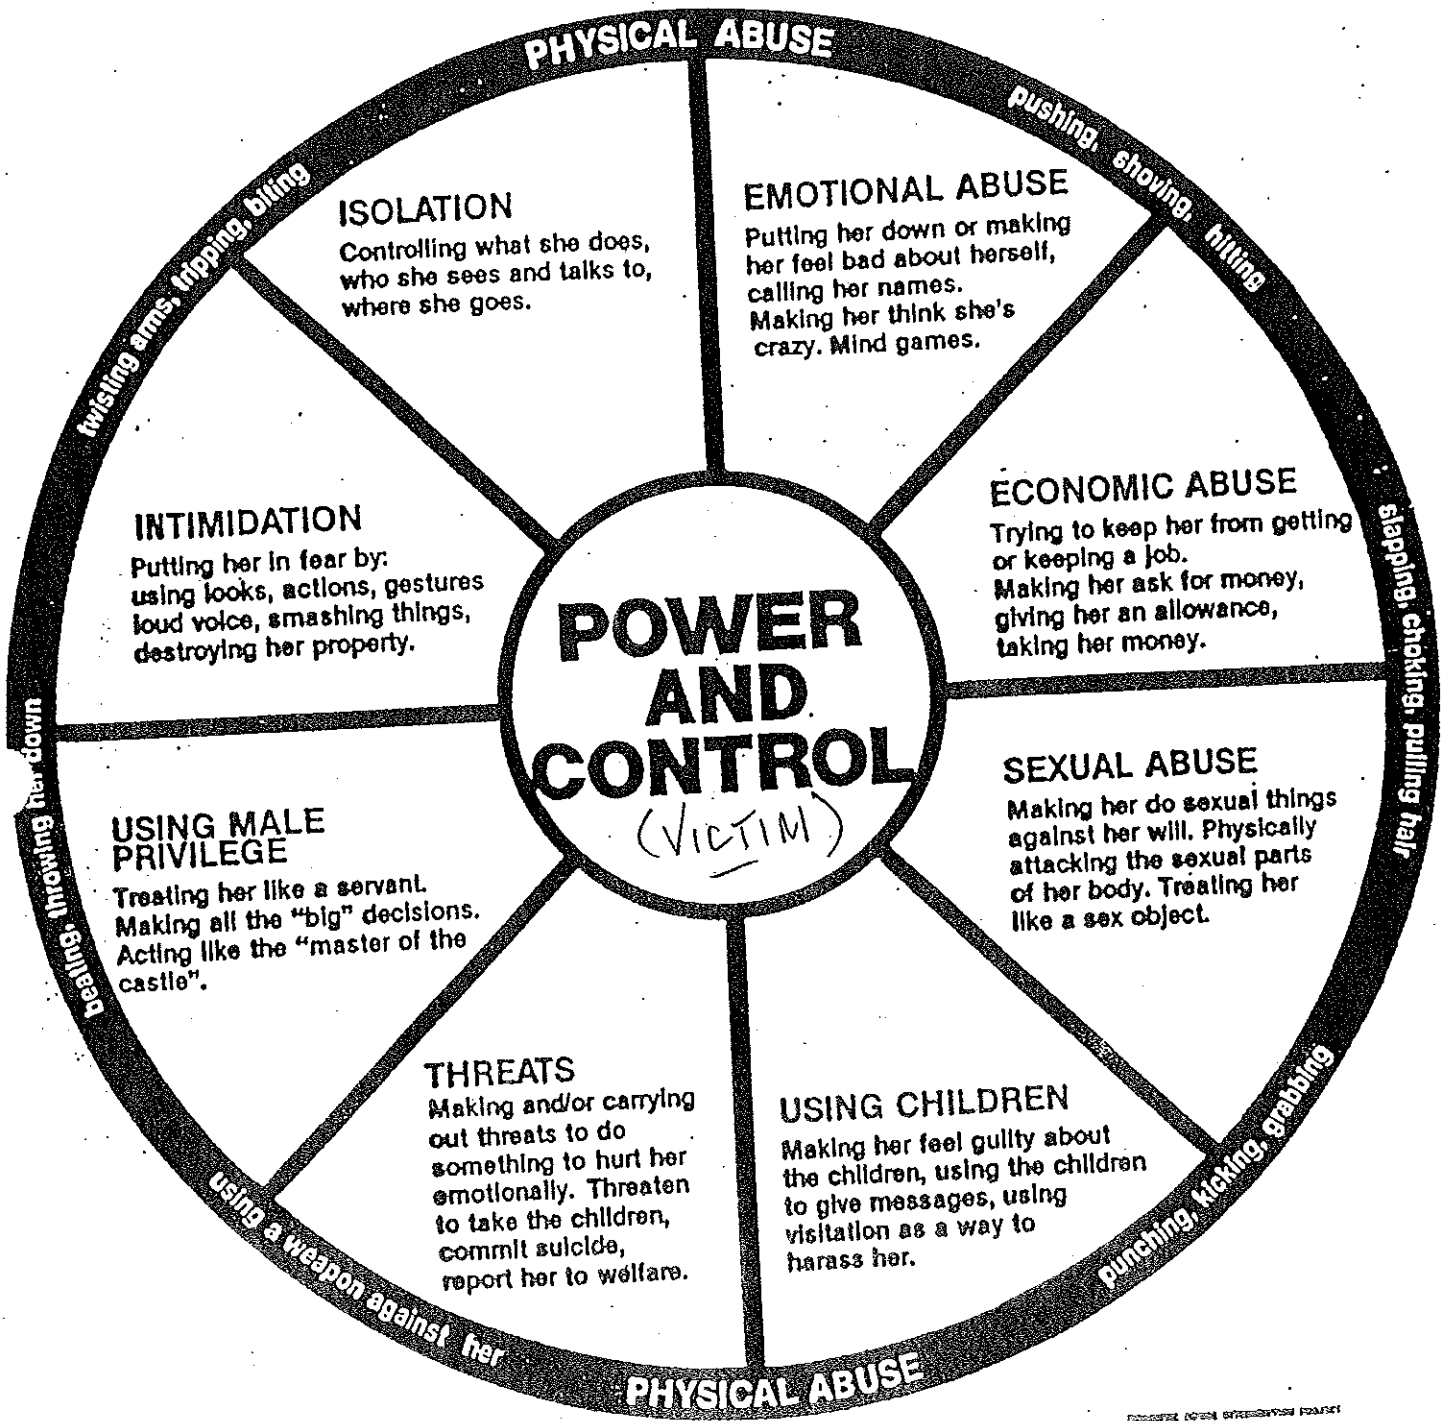 PHYSICAL ABUSE
pushing, shoving, hitting
slapping, choking, pulling hair
punching, kicking, grabbing
PHYSICAL ABUSE
using a weapon against her
beating, throwing her down
twisting arms, tripping, biting
ISOLATION
Controlling what she does,
who she sees and talks to,
where she goes.
EMOTIONAL ABUSE
Putting her down or making
her feel bad about herself,
calling her names.
Making her think she's
crazy. Mind games.
ECONOMIC ABUSE
Trying to keep her from getting
or keeping a job.
Making her ask for money,
giving her an allowance,
taking her money.
SEXUAL ABUSE
Making her do sexual things
against her will. Physically
attacking the sexual parts
of her body. Treating her
like a sex object.
USING CHILDREN
Making her feel guilty about
the children, using the children
to give messages, using
visitation as a way to
harass her.
THREATS
Making and/or carrying
out threats to do
something to hurt her
emotionally. Threaten
to take the children,
commit suicide,
report her to welfare.
USING MALE
PRIVILEGE
Treating her like a servant.
Making all the "big" decisions.
Acting like the "master of the
castle".
INTIMIDATION
Putting her in fear by:
using looks, actions, gestures
loud voice, smashing things,
destroying her property.
POWER
AND
CONTROL
(VICTIM)